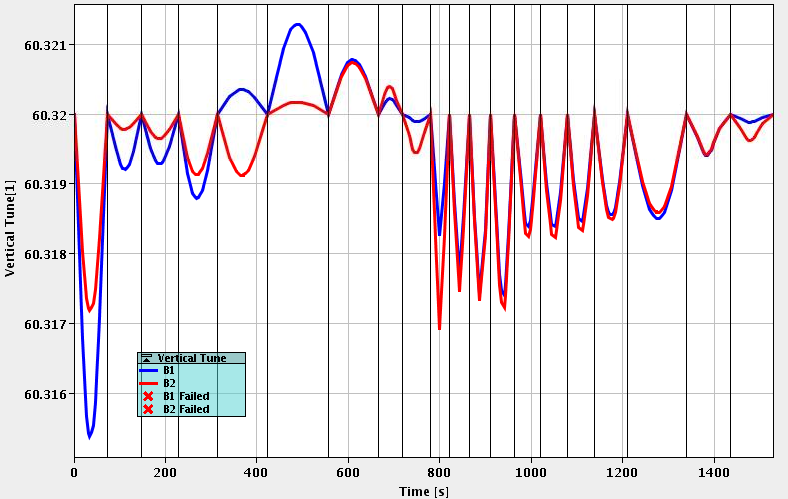 60.321
60.32
60.319
60.318
60.317
60.316
Vertical Tune[1]
Vertical Tune
B1
B2
B1 Failed
B2 Failed
0 200 400 600 800 1000 1200 1400
Time [s]